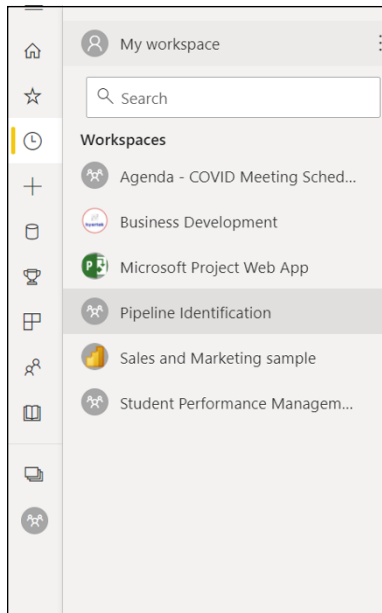 My workspace
Search
Workspaces
Agenda - COVID Meeting Sched...
Business Development
Microsoft Project Web App
Pipeline Identification
Sales and Marketing sample
Student Performance Managem...